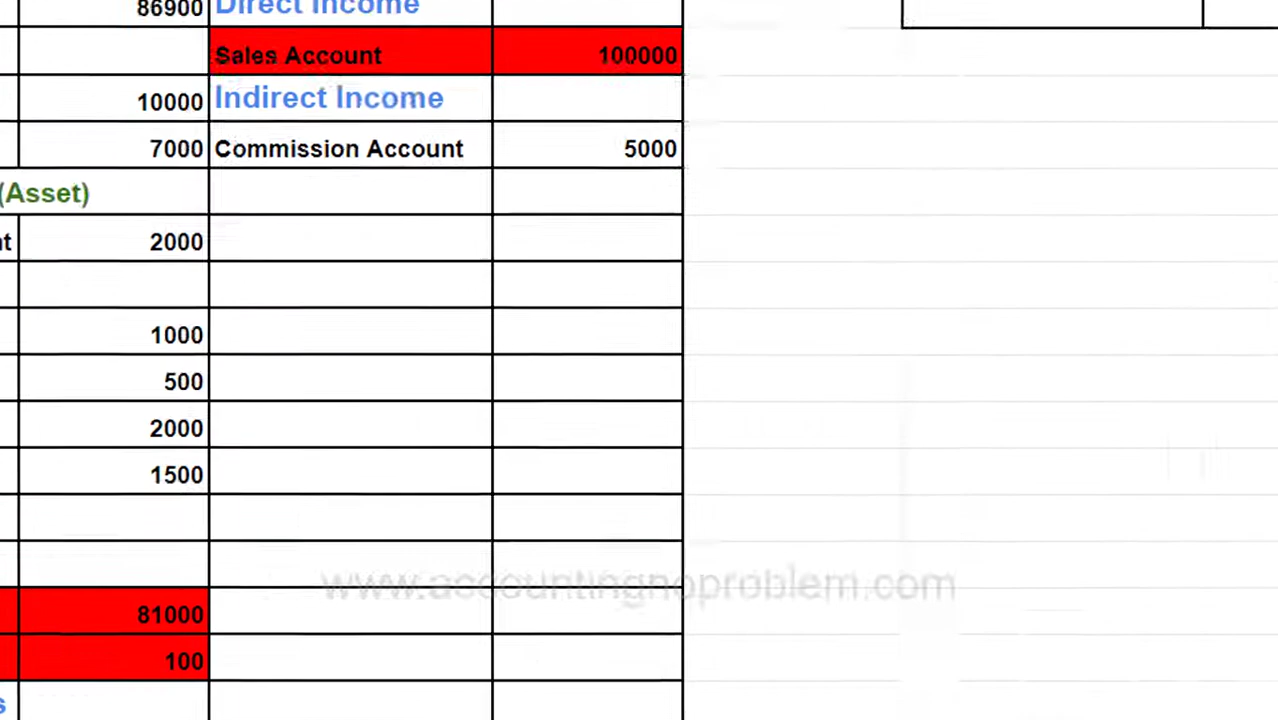 86900 Direct Income
Sales Account 100000
10000 Indirect Income
7000 Commission Account 5000
(Asset)
2000
1000
500
2000
1500
www.accountingnoproblem.com
81000
100